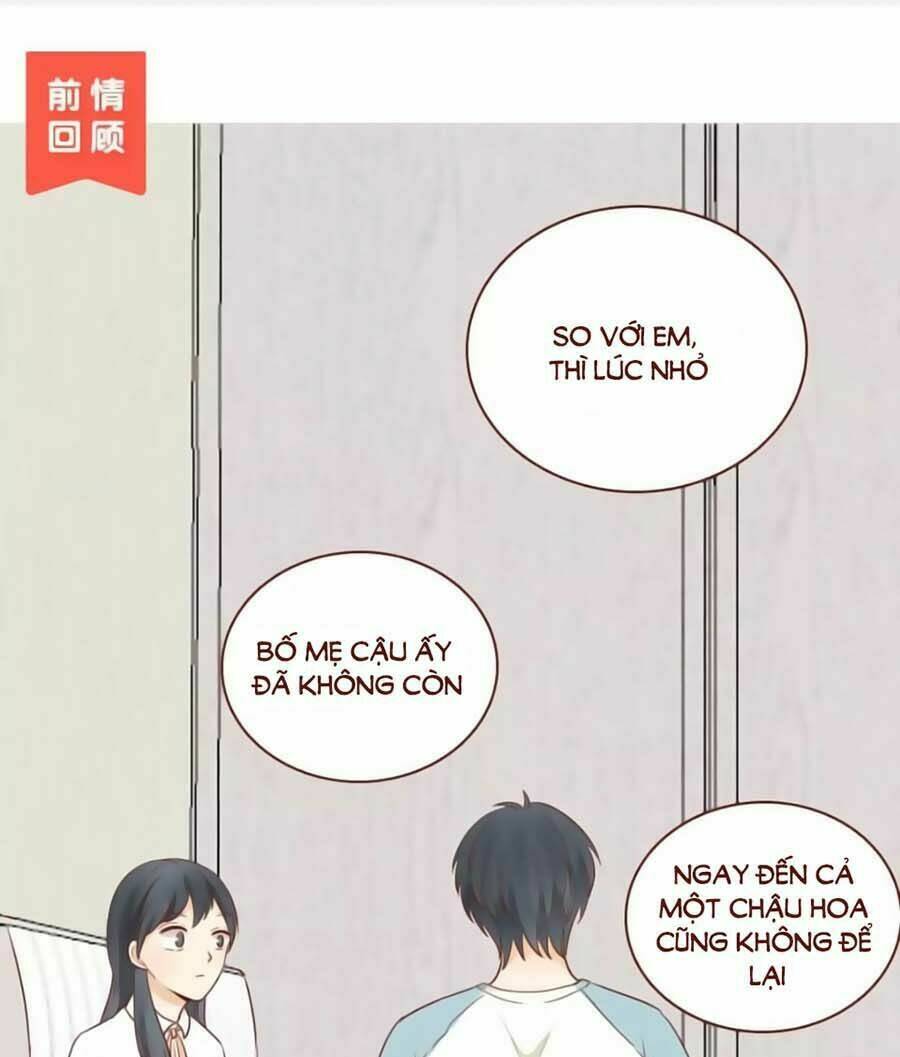 前情
回顾
SO VỚI EM,
THÌ LÚC NHỎ
BỐ MẸ CẬU ẤY
ĐÃ KHÔNG CÒN
NGAY ĐẾN CẢ
MỘT CHẬU HOA
CŨNG KHÔNG ĐỂ
LẠI